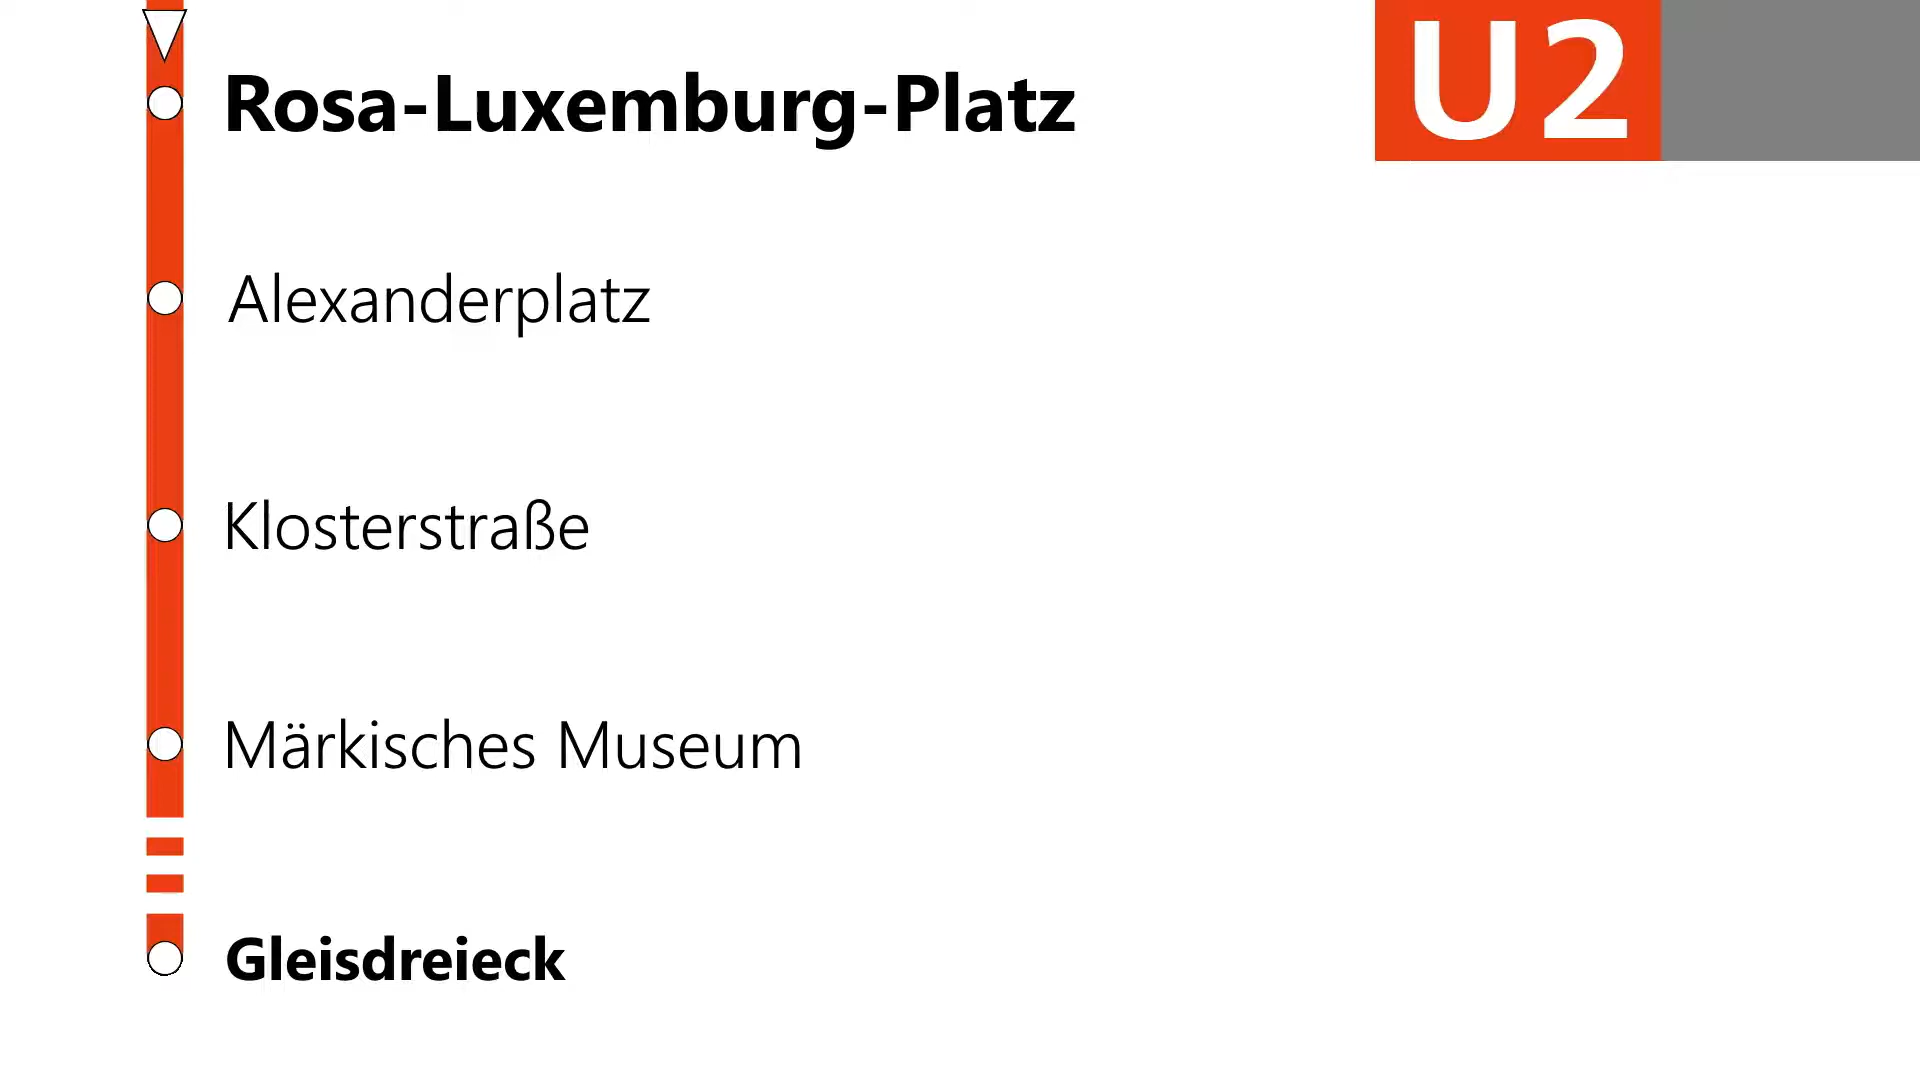 U2
Rosa-Luxemburg-Platz
Alexanderplatz
Klosterstraße
Märkisches Museum
Gleisdreieck